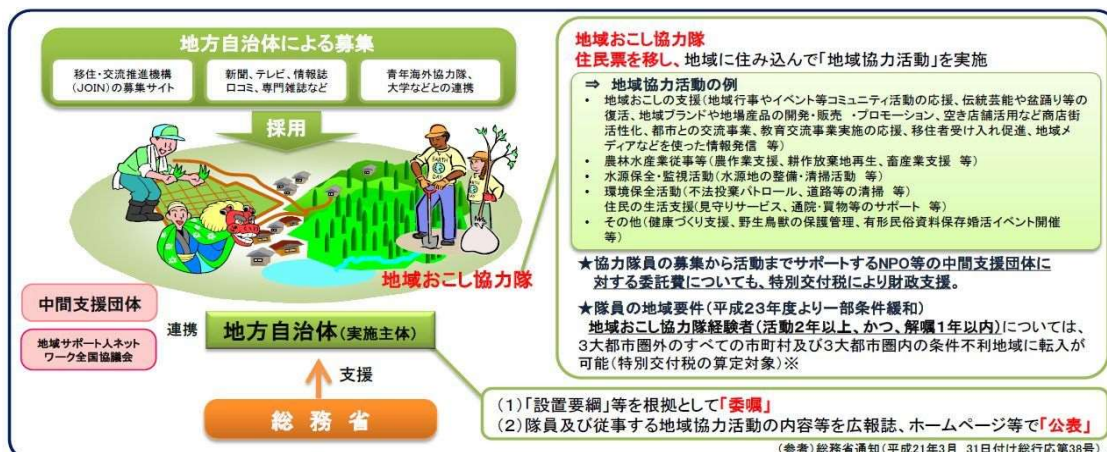 地方自治体による募集
移住・交流推進機構
(JOIN)の募集サイト
新聞、テレビ、情報誌
口コミ、専門雑誌など
青年海外協力隊、
大学などとの連携
採用
EARTH
DAY
地域おこし協力隊
中間支援団体
地域サポート人ネット
ワーク全国協議会
連携
地方自治体(実施主体)
支援
総務省
地域おこし協力隊
住民票を移し、地域に住み込んで「地域協力活動」を実施
⇒ 地域協力活動の例
・ 地域おこしの支援(地域行事やイベント等コミュニティ活動の応援、伝統芸能や盆踊り等の
復活、地域ブランドや地場産品の開発・販売 ・プロモーション、空き店舗活用など商店街
活性化、都市との交流事業、教育交流事業実施の応援、移住者受け入れ促進、地域メ
ディアなどを使った情報発信 等)
・ 農林水産業従事等(農作業支援、耕作放棄地再生、畜産業支援 等)
・ 水源保全・監視活動(水源地の整備・清掃活動 等)
・ 環境保全活動(不法投棄パトロール、道路等の清掃 等)
住民の生活支援(見守りサービス、通院・買物等のサポート 等)
・ その他(健康づくり支援、野生鳥獣の保護管理、有形民俗資料保存婚活イベント開催
等)
★協力隊員の募集から活動までサポートするNPO等の中間支援団体に
対する委託費についても、特別交付税により財政支援。
★隊員の地域要件(平成23年度より一部条件緩和)
地域おこし協力隊経験者(活動2年以上、かつ、解嘱1年以内)については、
3大都市圏外のすべての市町村及び3大都市圏内の条件不利地域に転入が
可能(特別交付税の算定対象)※
(1)「設置要綱」等を根拠として「委嘱」
(2)隊員及び従事する地域協力活動の内容等を広報誌、ホームページ等で「公表」
(参考)総務省通知(平成21年3月 31日付け総行応第38号)